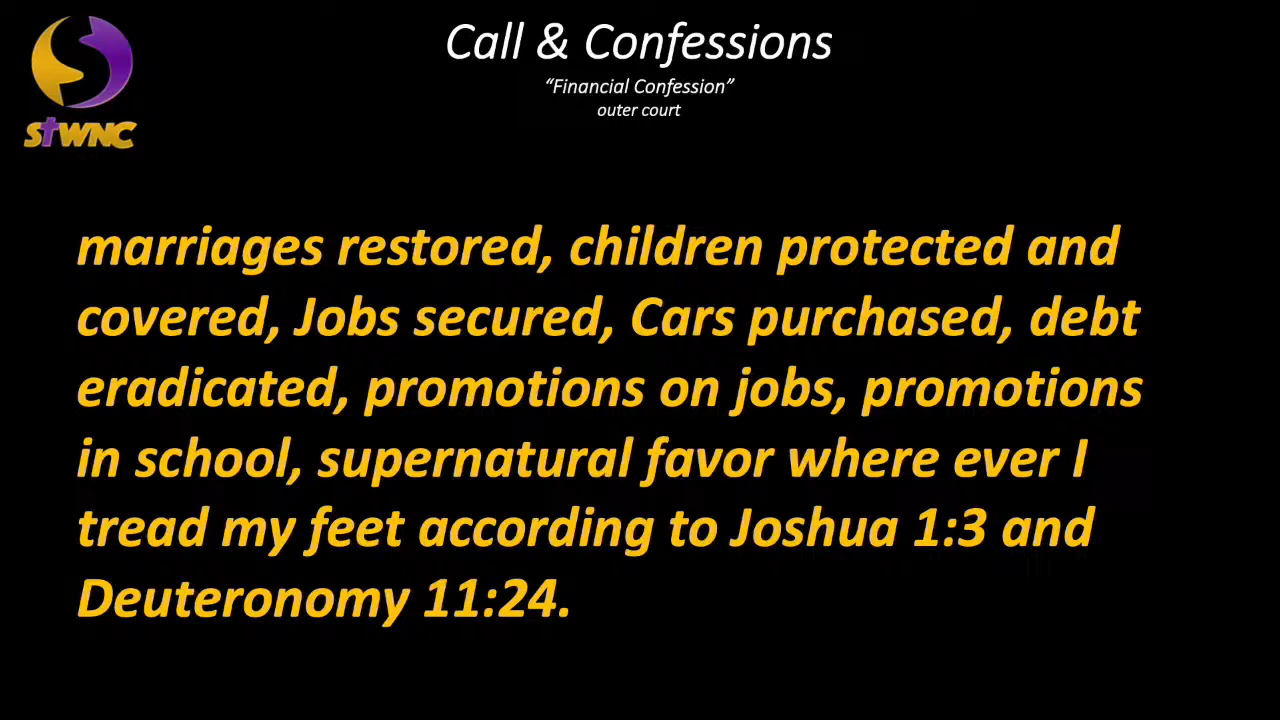 Call & Confessions
“Financial Confession”
outer court
STWNC
marriages restored, children protected and
covered, Jobs secured, Cars purchased, debt
eradicated, promotions on jobs, promotions
in school, supernatural favor where ever I
tread my feet according to Joshua 1:3 and
Deuteronomy 11:24.